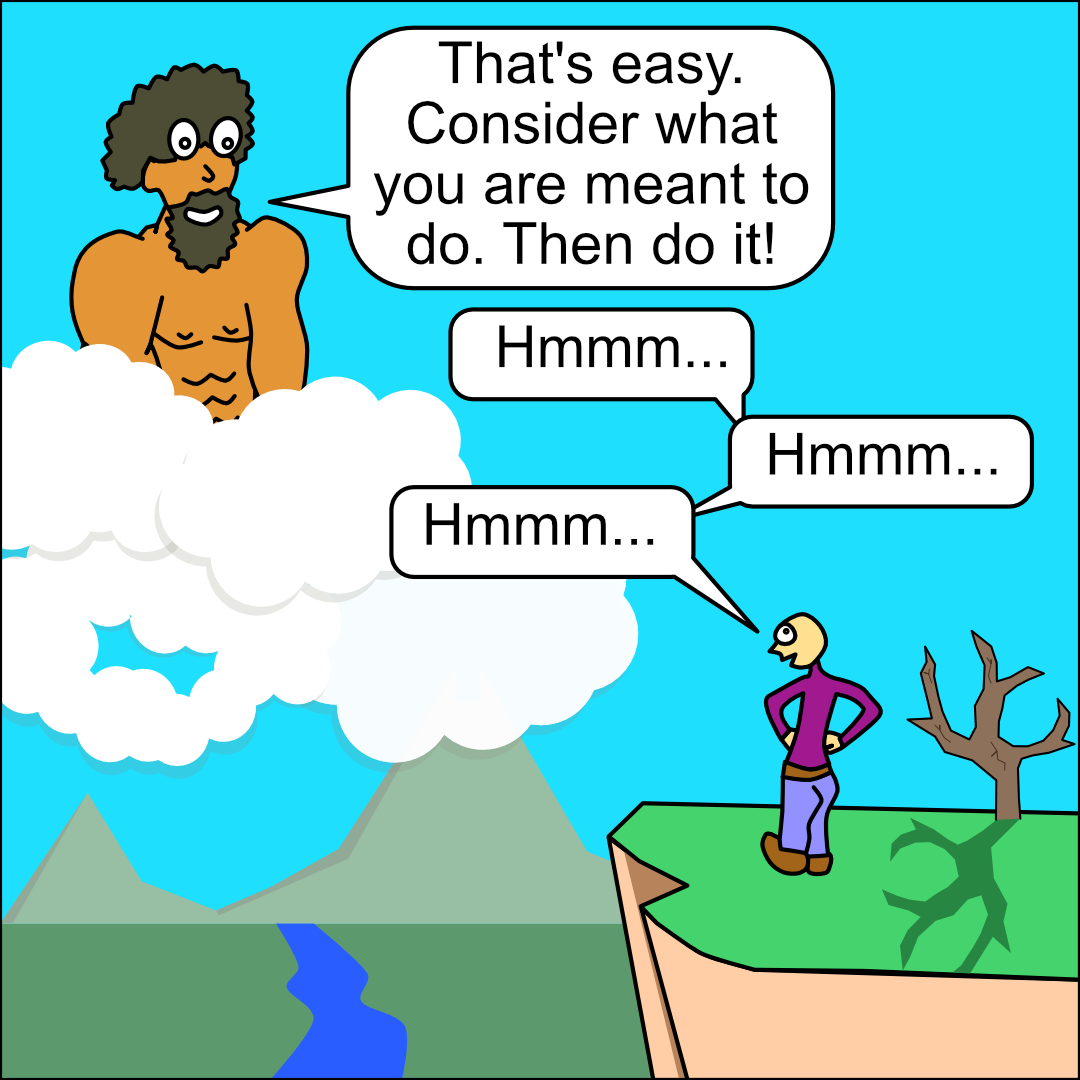 That's easy.
Consider what
you are meant to
do. Then do it!
Hmmm...
Hmmm...
Hmmm...